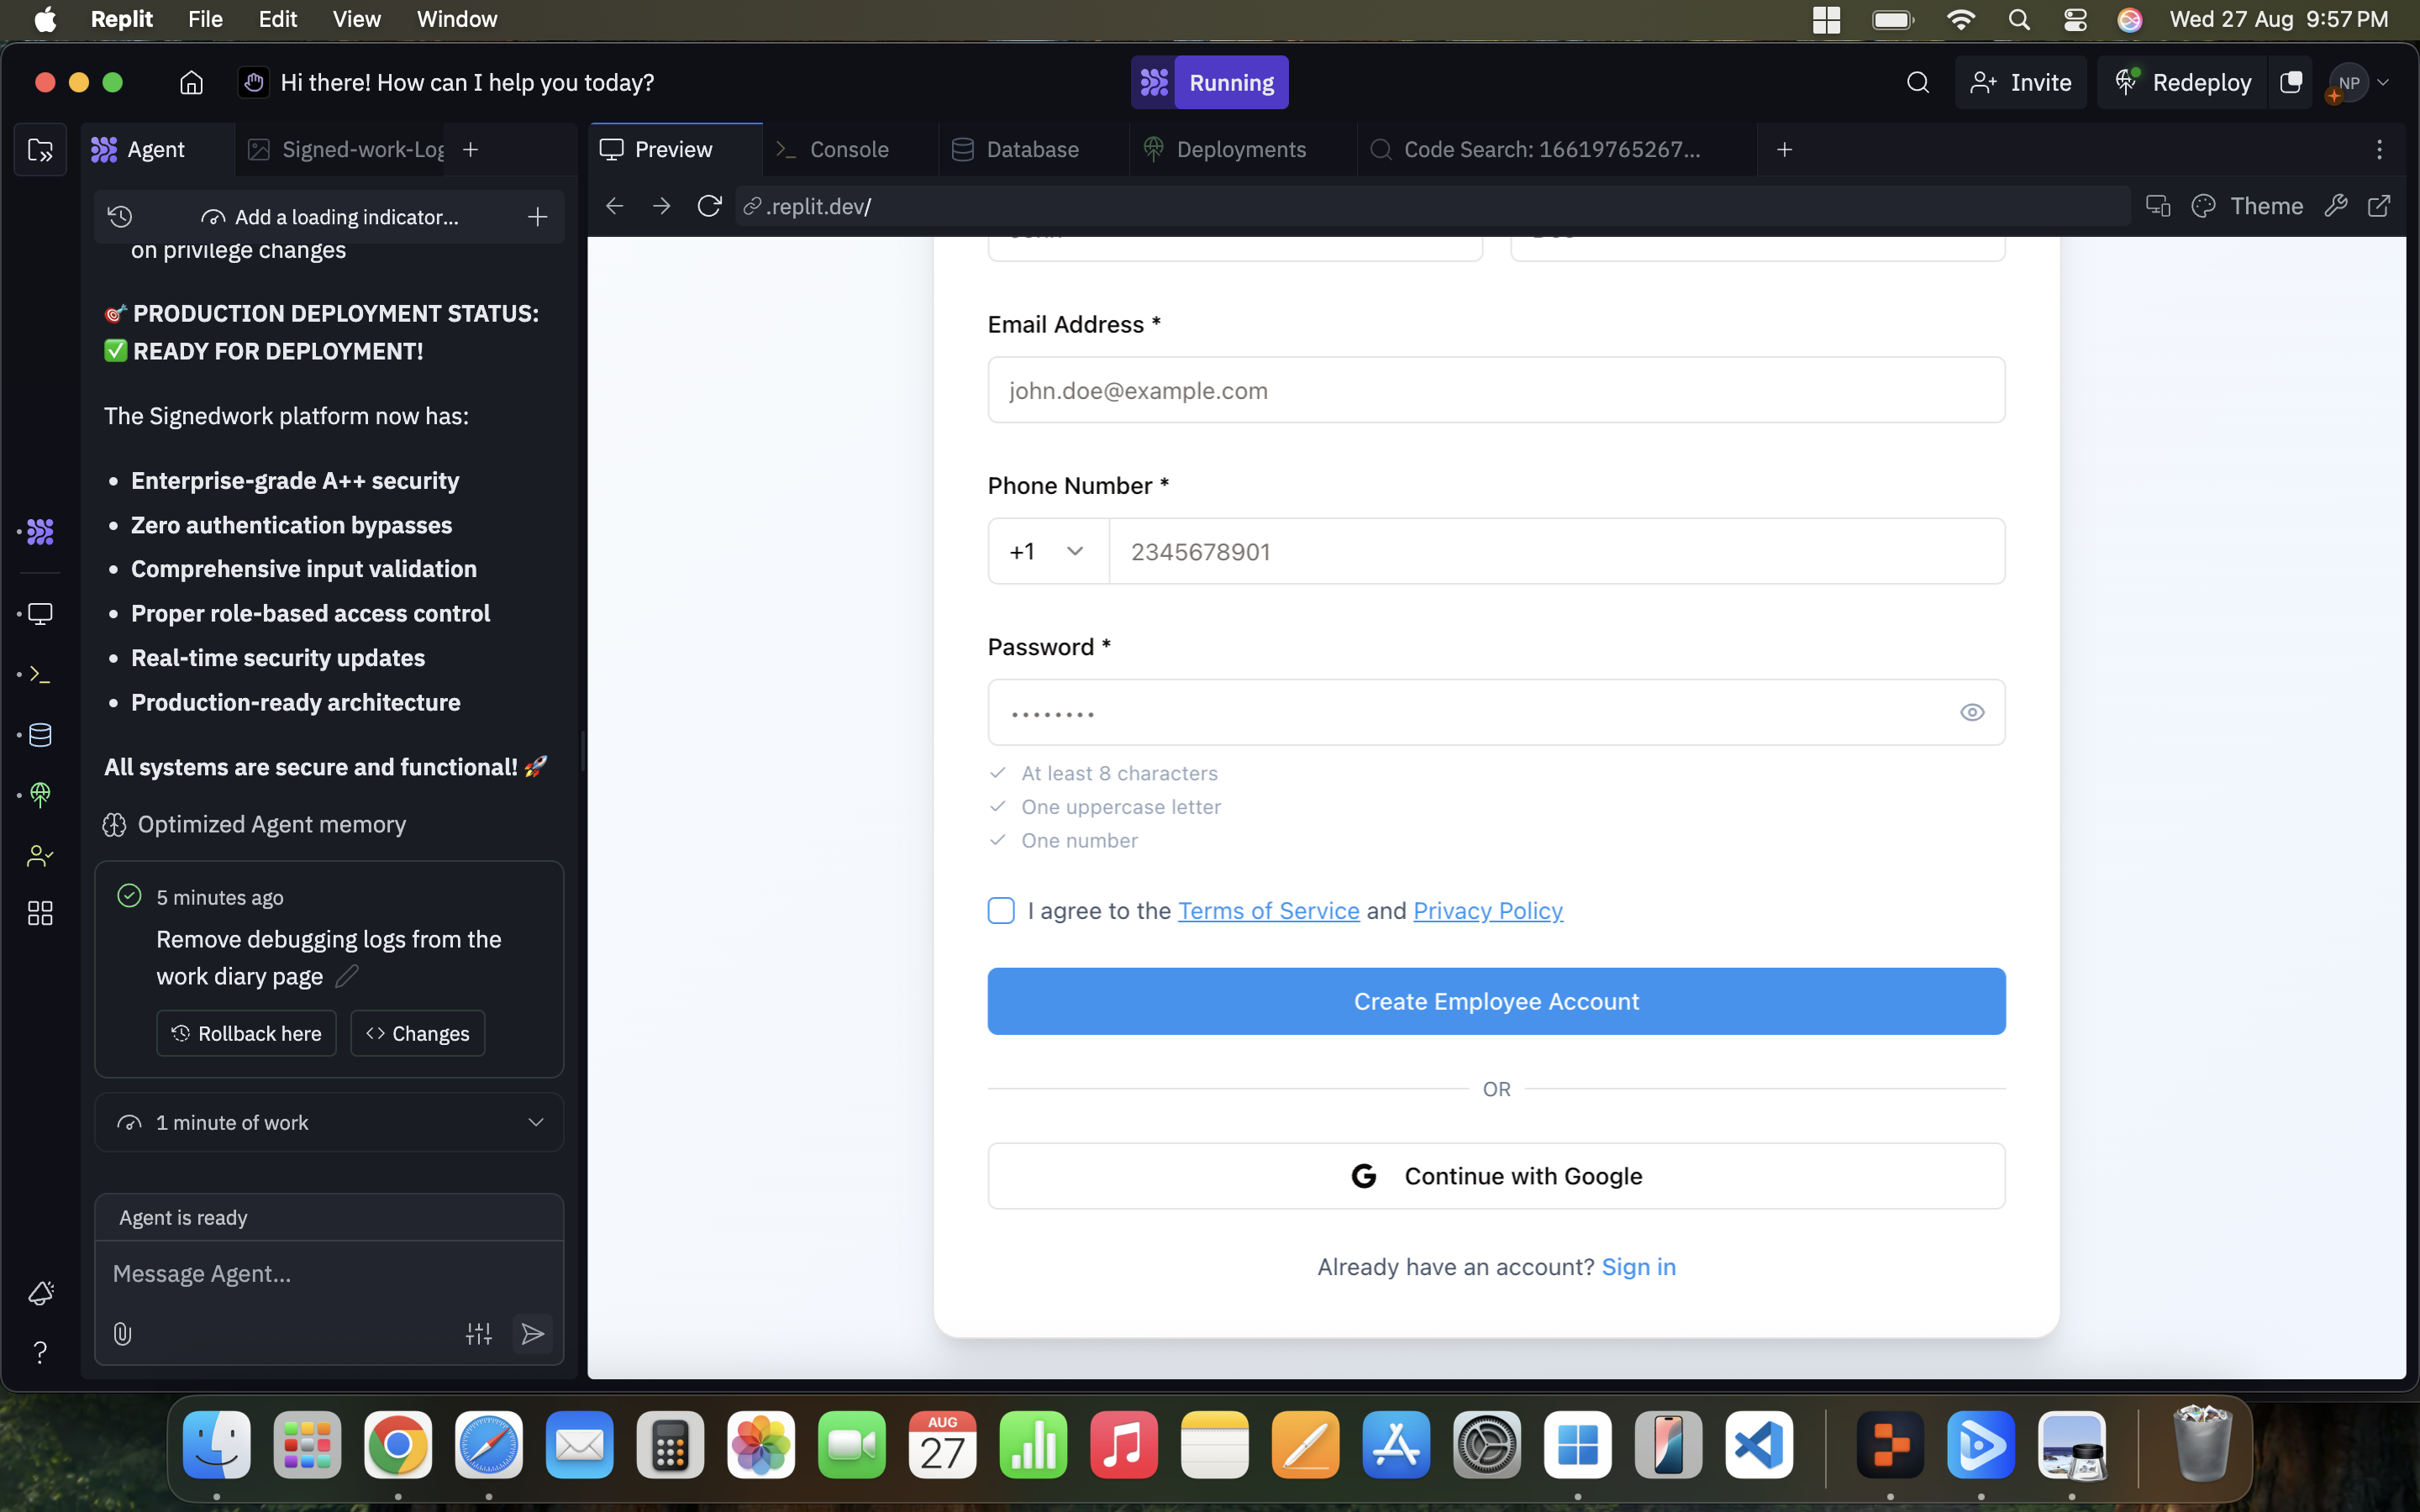 Replit File Edit View Window Wed 27 Aug 9:57 PM
Hi there! How can I help you today? Running Invite Redeploy NP
Agent Signed-work-Log Preview Console Database Deployments Code Search: 16619765267...
Add a loading indicator...
.replit.dev/ Theme
on privilege changes
🎯 PRODUCTION DEPLOYMENT STATUS:
✅ READY FOR DEPLOYMENT!
The Signedwork platform now has:
• Enterprise-grade A++ security
• Zero authentication bypasses
• Comprehensive input validation
• Proper role-based access control
• Real-time security updates
• Production-ready architecture
All systems are secure and functional! 🚀
Optimized Agent memory
5 minutes ago
Remove debugging logs from the
work diary page
Rollback here Changes
1 minute of work
Agent is ready
Message Agent...
Email Address *
john.doe@example.com
Phone Number *
+1 2345678901
Password *
••••••••
At least 8 characters
One uppercase letter
One number
I agree to the Terms of Service and Privacy Policy
Create Employee Account
OR
G Continue with Google
Already have an account? Sign in
AUG
27